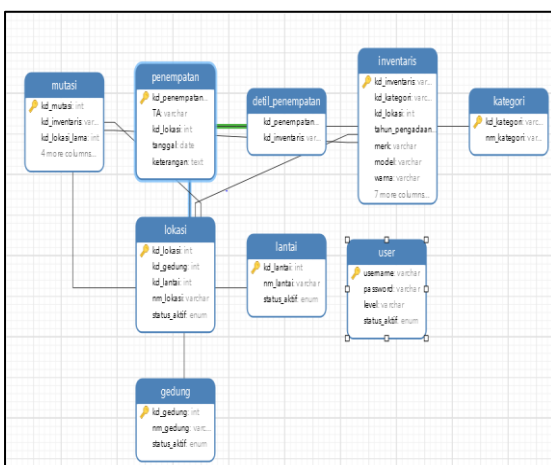 mutasi
kd_mutasi: int
kd_inventaris: var...
kd_lokasi_lama: int
4 more columns...
penempatan
kd_penempatan...
TA: varchar
kd_lokasi: int
tanggal: date
keterangan: text
detil_penempatan
kd_penempatan...
kd_inventaris: var...
inventaris
kd_inventaris: varc...
kd_kategori: varc...
kd_lokasi: int
tahun_pengadaan...
merk: varchar
model: varchar
warna: varchar
7 more columns...
kategori
kd_kategori: varc...
nm_kategori: varc...
lokasi
kd_lokasi: int
kd_gedung: int
kd_lantai: int
nm_lokasi: varchar
status_aktif: enum
lantai
kd_lantai: int
nm_lantai: varchar
status_aktif: enum
user
username: varchar
password: varchar
level: varchar
status_aktif: enum
gedung
kd_gedung: int
nm_gedung: varc...
status_aktif: enum